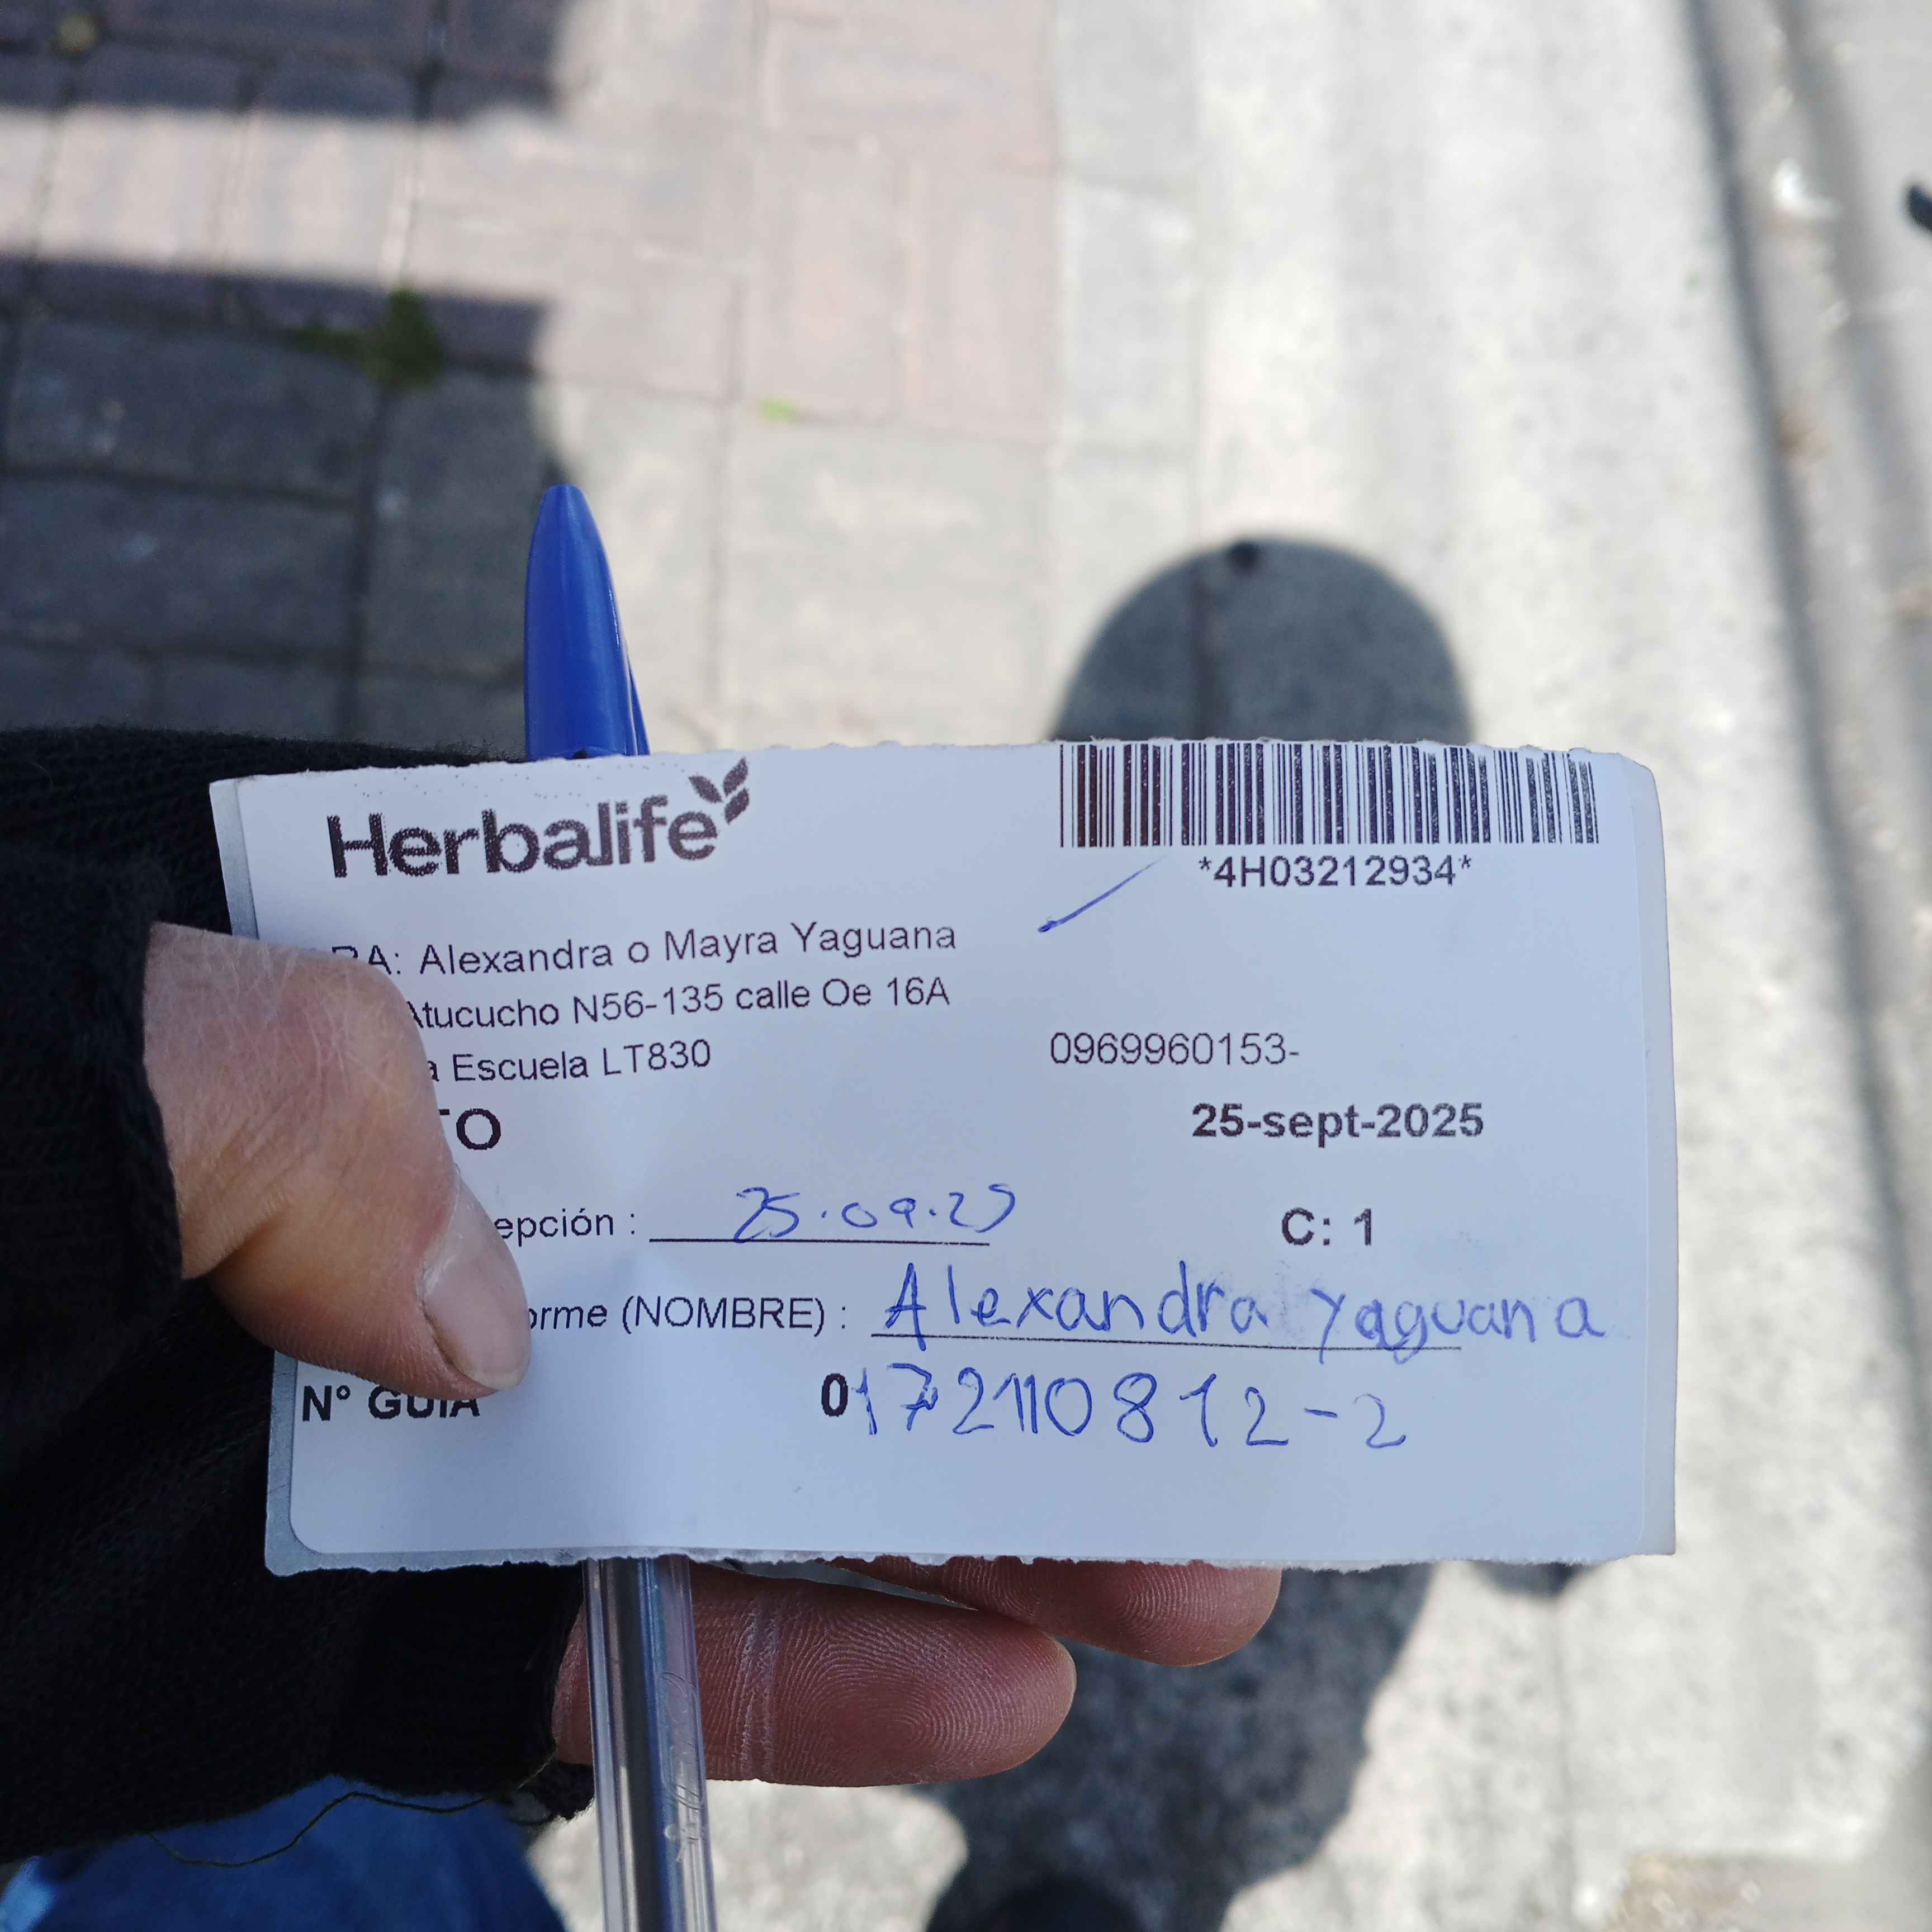 Herbalife
*4H03212934*
RA: Alexandra o Mayra Yaguana
Atucucho N56-135 calle Oe 16A
a Escuela LT830
0969960153-
TO
25-sept-2025
epción : 25.09.25
C: 1
orme (NOMBRE) : Alexandra Yaguana
N° GUIA 0172110812-2